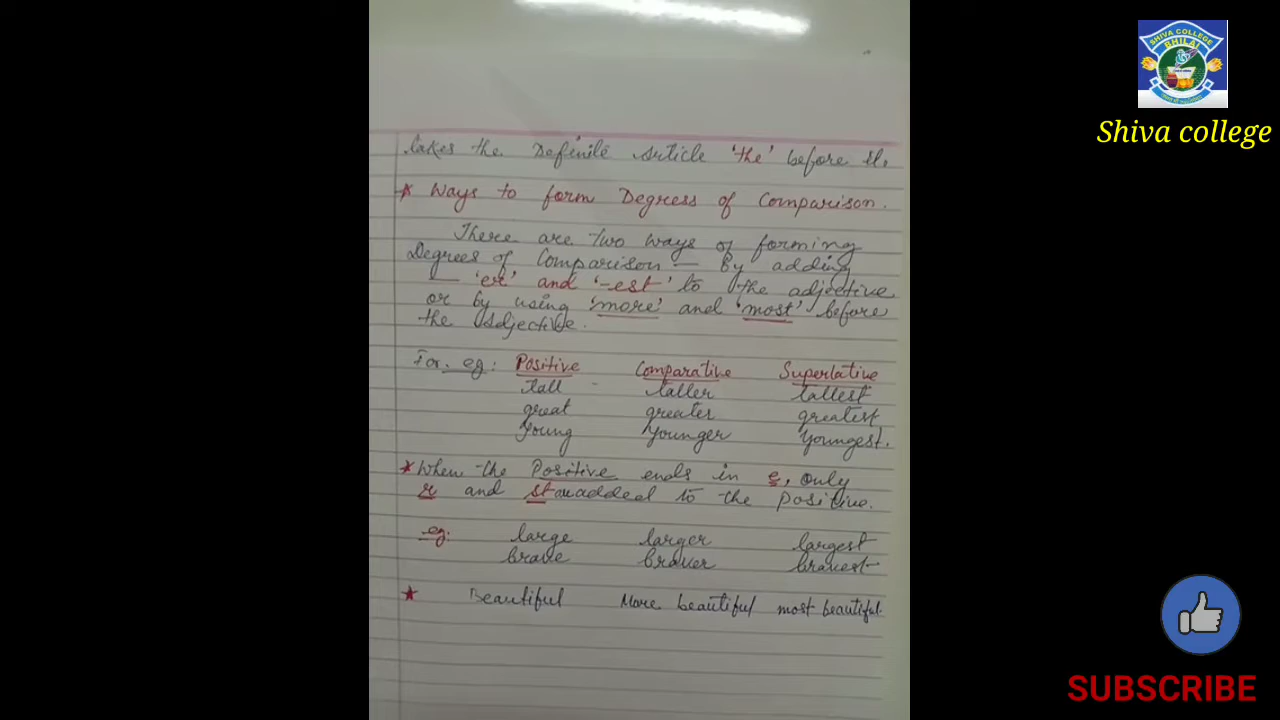 takes the Definite Article 'the' before it.
* Ways to form Degress of Comparison.
There are two ways of forming
Degrees of Comparison — By adding
— 'er' and '-est' to the adjective
or by using 'more' and 'most' before
the Adjective.
For. eg: Positive Comparative Superlative
tall taller tallest
great greater greatest
Young Younger Youngest.
* When the Positive ends in e, only
r and st are added to the positive.
eg: large larger largest
brave braver bravest
* Beautiful More beautiful most beautiful.
SHIVA COLLEGE
BHILAI
Shiva college
SUBSCRIBE